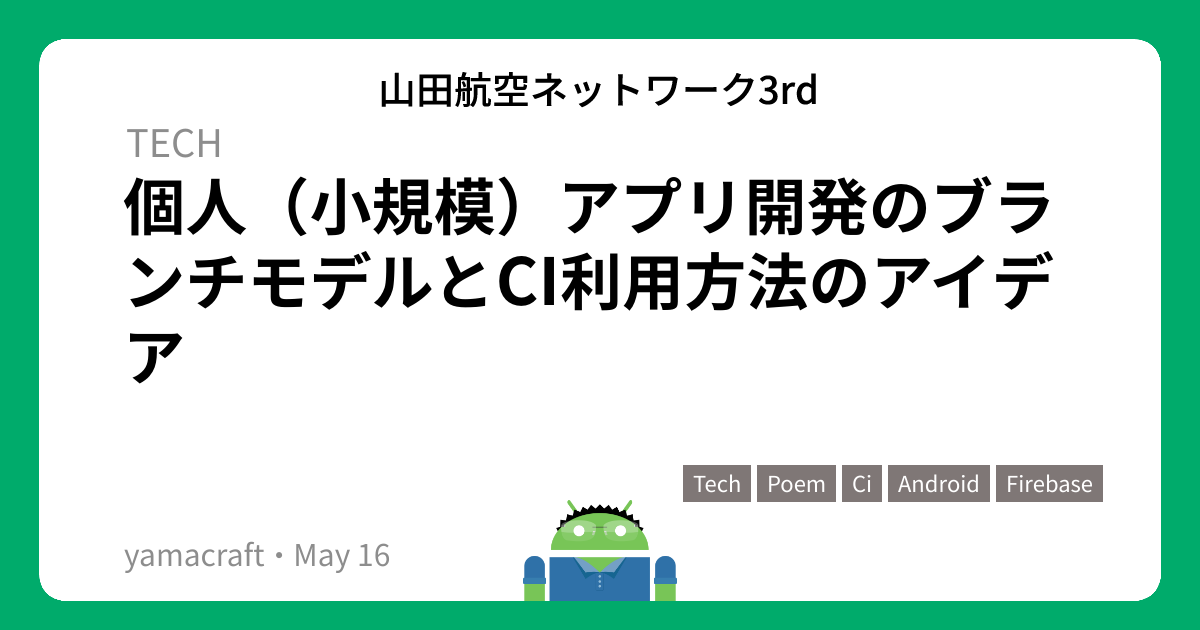 山田航空ネットワーク3rd
TECH
個人（小規模）アプリ開発のブラ
ンチモデルとCI利用方法のアイデ
ア
Tech Poem Ci Android Firebase
yamacraft・May 16